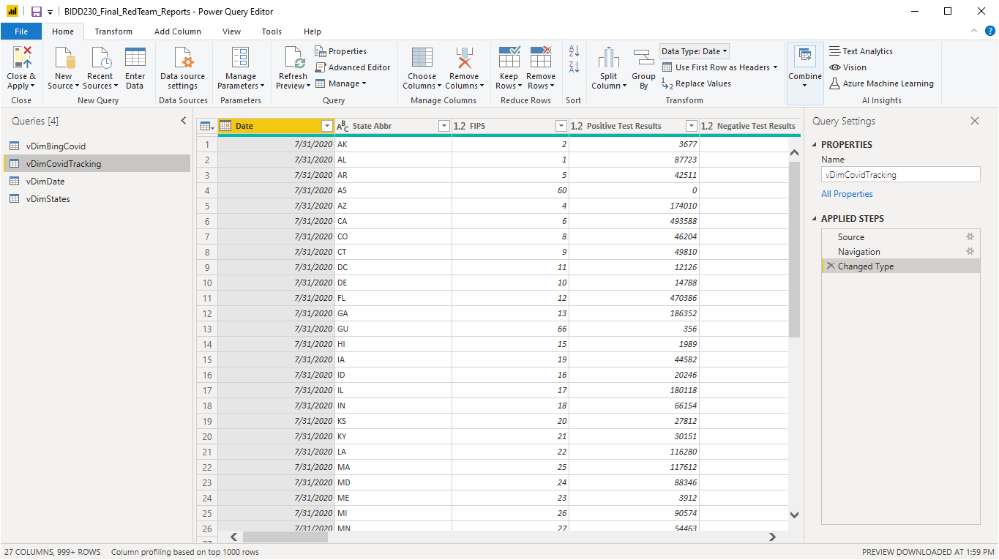 BIDD230_Final_RedTeam_Reports - Power Query Editor
File Home Transform Add Column View Tools Help
Close & Apply
New Source
Recent Sources
Enter Data
Data source settings
Manage Parameters
Refresh Preview
Properties
Advanced Editor
Manage
Choose Columns
Remove Columns
Keep Rows
Remove Rows
Split Column
Group By
Data Type: Date
Use First Row as Headers
Replace Values
Combine
Text Analytics
Vision
Azure Machine Learning
Close New Query Data Sources Parameters Query Manage Columns Reduce Rows Sort Transform AI Insights
Queries [4]
vDimBingCovid
vDimCovidTracking
vDimDate
vDimStates
Date ABC State Abbr 1.2 FIPS 1.2 Positive Test Results 1.2 Negative Test Results
1 7/31/2020 AK 2 3677
2 7/31/2020 AL 1 87723
3 7/31/2020 AR 5 42511
4 7/31/2020 AS 60 0
5 7/31/2020 AZ 4 174010
6 7/31/2020 CA 6 493588
7 7/31/2020 CO 8 46204
8 7/31/2020 CT 9 49810
9 7/31/2020 DC 11 12126
10 7/31/2020 DE 10 14788
11 7/31/2020 FL 12 470386
12 7/31/2020 GA 13 186352
13 7/31/2020 GU 66 356
14 7/31/2020 HI 15 1989
15 7/31/2020 IA 19 44582
16 7/31/2020 ID 16 20246
17 7/31/2020 IL 17 180118
18 7/31/2020 IN 18 66154
19 7/31/2020 KS 20 27812
20 7/31/2020 KY 21 30151
21 7/31/2020 LA 22 116280
22 7/31/2020 MA 25 117612
23 7/31/2020 MD 24 88346
24 7/31/2020 ME 23 3912
25 7/31/2020 MI 26 90574
26 7/31/2020 MN 27 54463
27
Query Settings
PROPERTIES
Name
vDimCovidTracking
All Properties
APPLIED STEPS
Source
Navigation
Changed Type
27 COLUMNS, 999+ ROWS Column profiling based on top 1000 rows
PREVIEW DOWNLOADED AT 1:59 PM